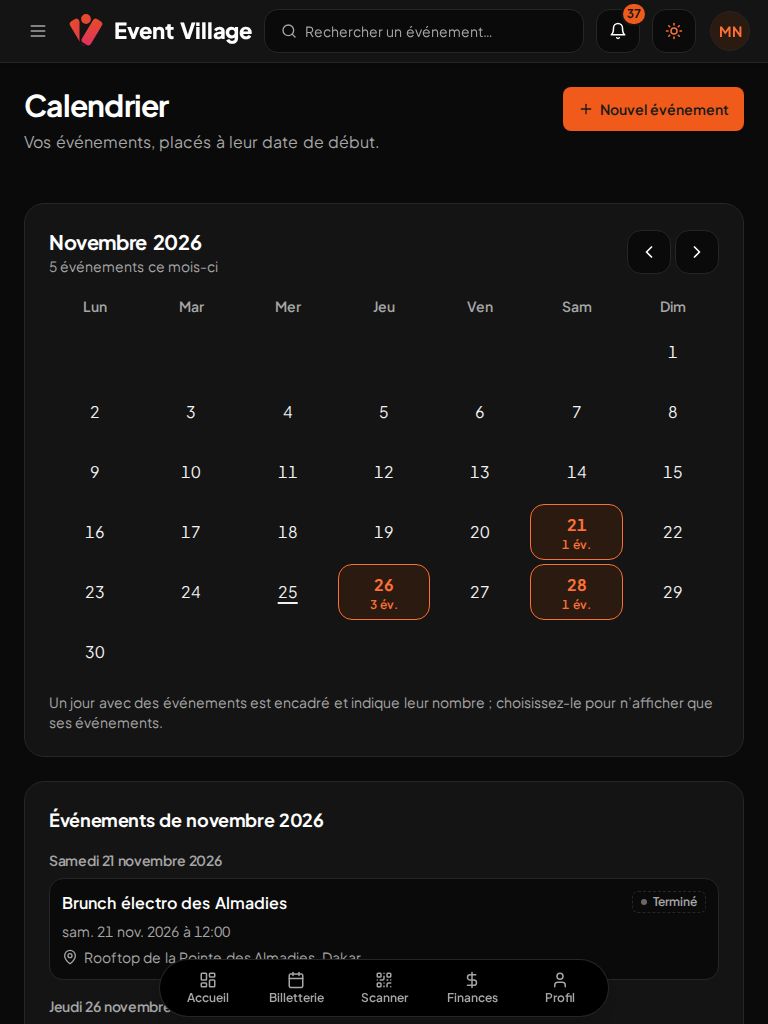 Event Village
Rechercher un événement…
37
MN
Calendrier
Vos événements, placés à leur date de début.
+ Nouvel événement
Novembre 2026
5 événements ce mois-ci
Lun Mar Mer Jeu Ven Sam Dim
1
2 3 4 5 6 7 8
9 10 11 12 13 14 15
16 17 18 19 20 21 22
1 év.
23 24 25 26 27 28 29
3 év. 1 év.
30
Un jour avec des événements est encadré et indique leur nombre ; choisissez-le pour n’afficher que
ses événements.
Événements de novembre 2026
Samedi 21 novembre 2026
Brunch électro des Almadies
Terminé
sam. 21 nov. 2026 à 12:00
Rooftop de la Pointe des Almadies, Dakar
Jeudi 26 novembre
Accueil Billetterie Scanner Finances Profil